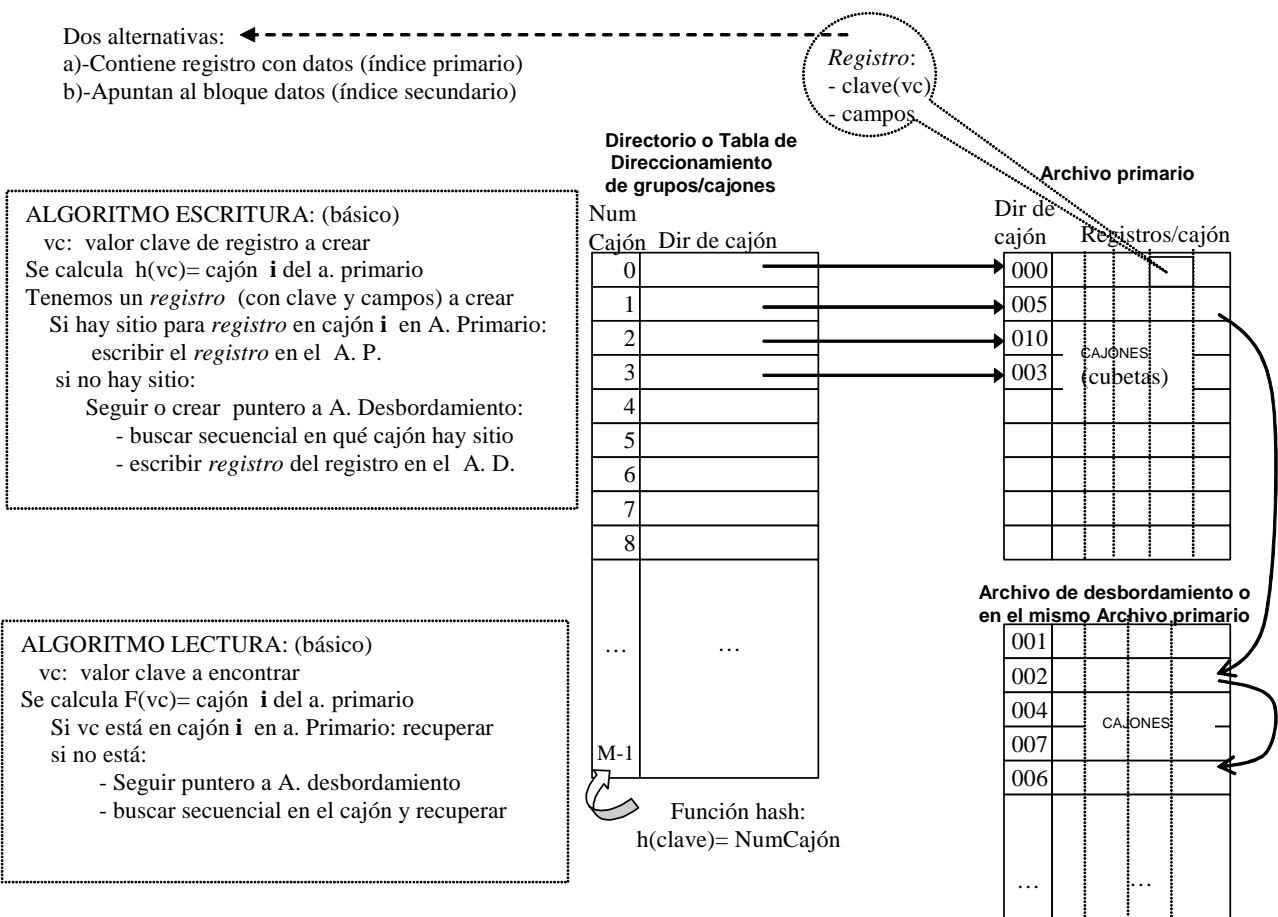 Dos alternativas:
a)-Contiene registro con datos (índice primario)
b)-Apuntan al bloque datos (índice secundario)
Registro:
- clave(vc)
- campos
Directorio o Tabla de
Direccionamiento
de grupos/cajones
Archivo primario
ALGORITMO ESCRITURA: (básico)
vc: valor clave de registro a crear
Se calcula h(vc)= cajón i del a. primario
Tenemos un registro (con clave y campos) a crear
Si hay sitio para registro en cajón i en A. Primario:
escribir el registro en el A. P.
si no hay sitio:
Seguir o crear puntero a A. Desbordamiento:
- buscar secuencial en qué cajón hay sitio
- escribir registro del registro en el A. D.
Num
Cajón Dir de cajón
0
1
2
3
4
5
6
7
8
… …
M-1
Función hash:
h(clave)= NumCajón
Dir de
cajón Registros/cajón
000
005
010
003
CAJONES
(cubetas)
Archivo de desbordamiento o
en el mismo Archivo primario
001
002
004
007
006
CAJONES
… …
ALGORITMO LECTURA: (básico)
vc: valor clave a encontrar
Se calcula F(vc)= cajón i del a. primario
Si vc está en cajón i en a. Primario: recuperar
si no está:
- Seguir puntero a A. desbordamiento
- buscar secuencial en el cajón y recuperar